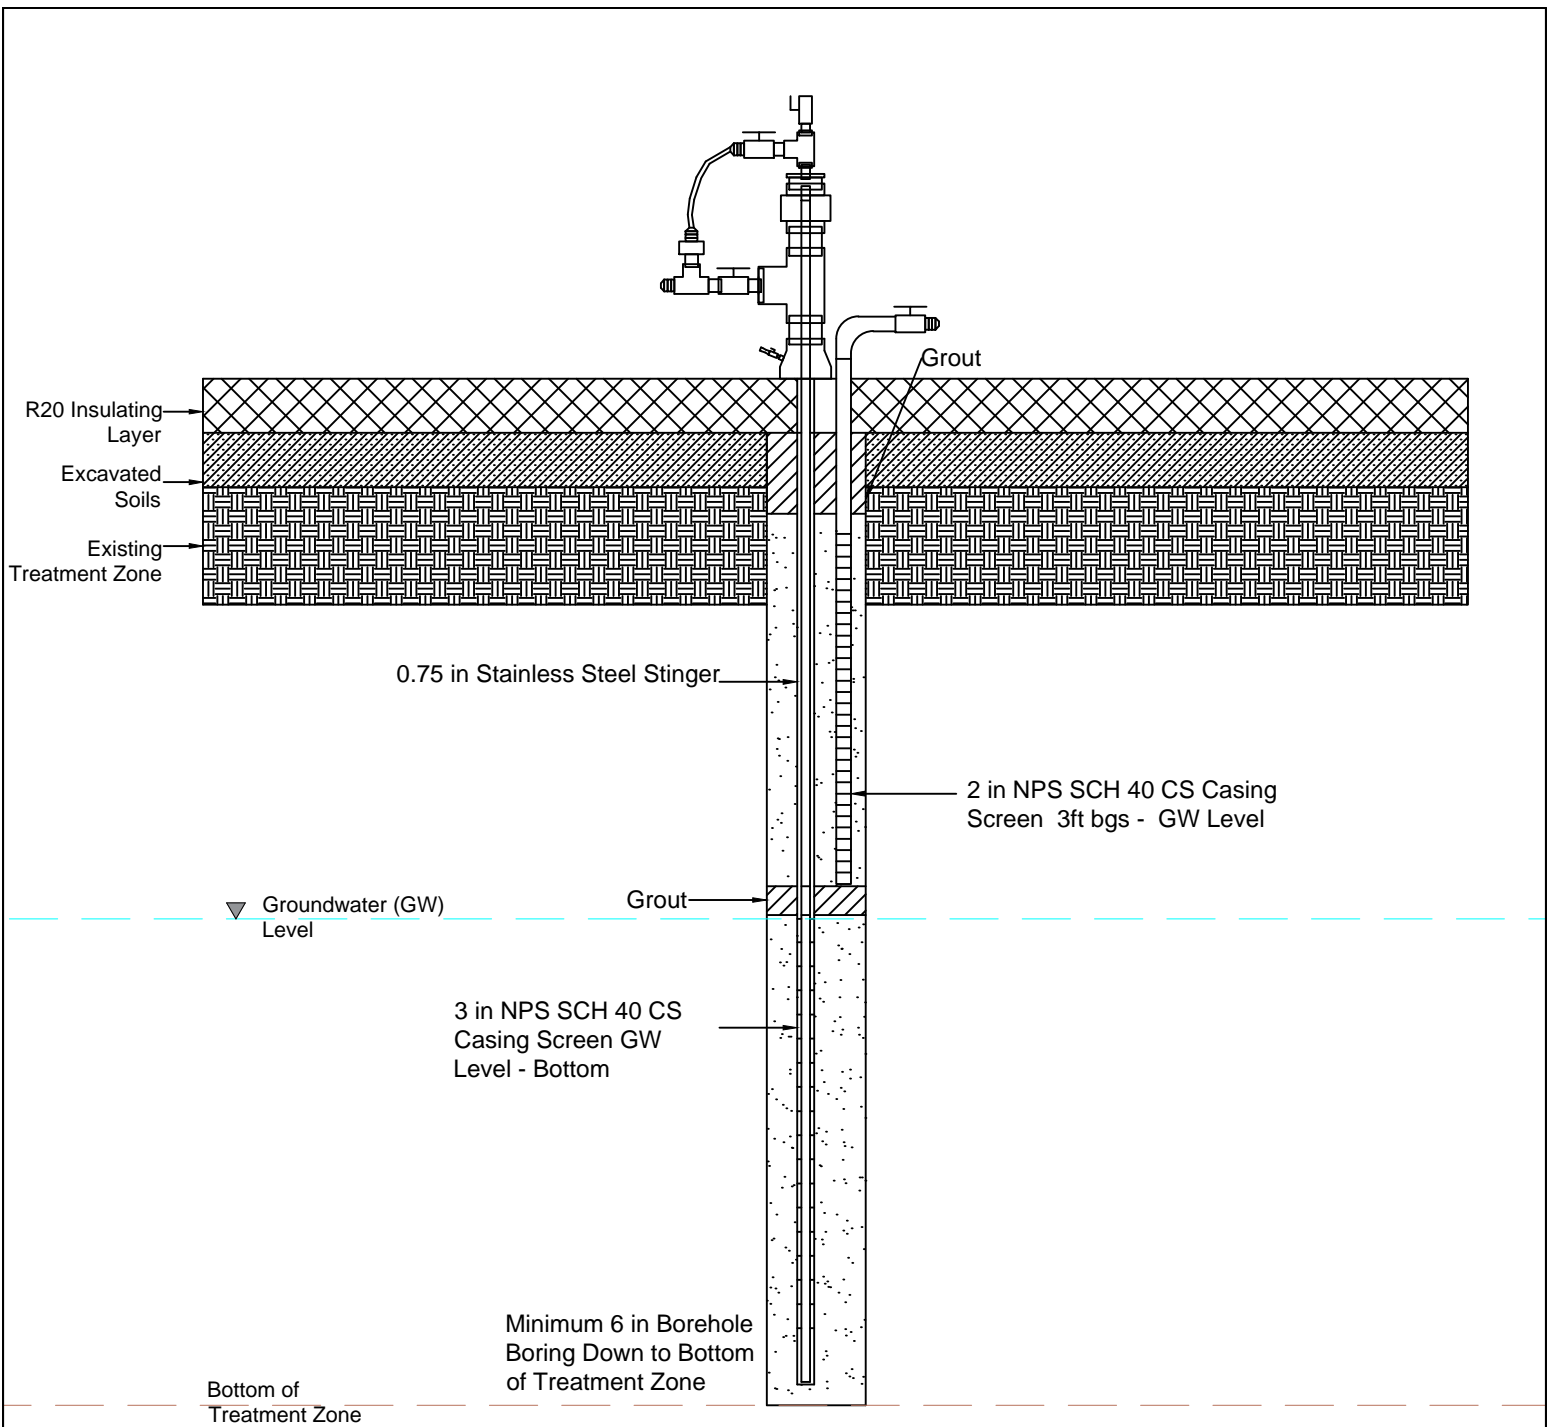 Grout
R20 Insulating
Layer
Excavated
Soils
Existing
Treatment Zone
0.75 in Stainless Steel Stinger
2 in NPS SCH 40 CS Casing
Screen 3ft bgs - GW Level
Grout
Groundwater (GW)
Level
3 in NPS SCH 40 CS
Casing Screen GW
Level - Bottom
Minimum 6 in Borehole
Boring Down to Bottom
of Treatment Zone
Bottom of
Treatment Zone